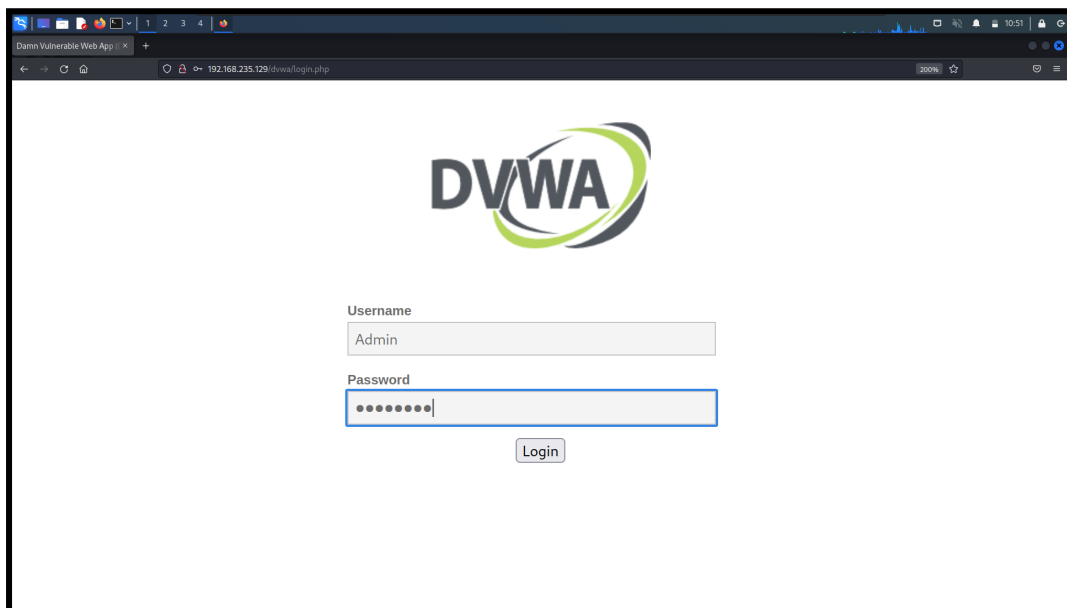 1 2 3 4 10:51
Damn Vulnerable Web App (
192.168.235.129/dvwa/login.php 200%
DVWA
Username
Admin
Password
Login